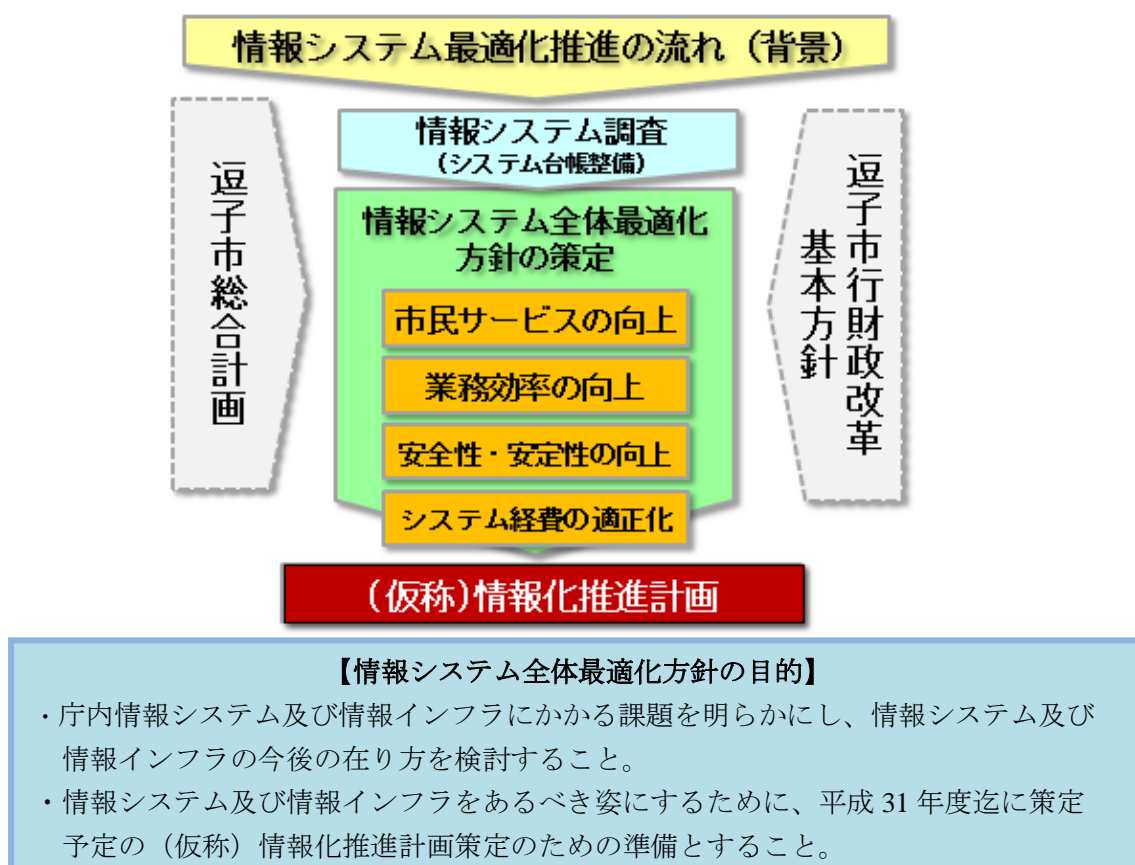 情報システム最適化推進の流れ（背景）
情報システム調査
（システム台帳整備）
逗子市総合計画
情報システム全体最適化
方針の策定
市民サービスの向上
業務効率の向上
安全性・安定性の向上
システム経費の適正化
逗子市行財政改革
基本方針
（仮称）情報化推進計画
【情報システム全体最適化方針の目的】
・庁内情報システム及び情報インフラにかかる課題を明らかにし、情報システム及び
情報インフラの今後の在り方を検討すること。
・情報システム及び情報インフラをあるべき姿にするために、平成 31 年度迄に策定
予定の（仮称）情報化推進計画策定のための準備とすること。